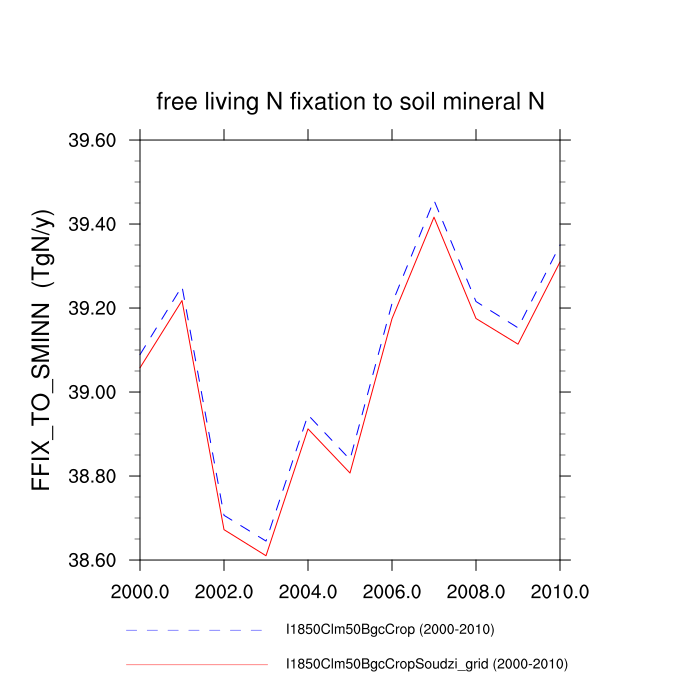 free living N fixation to soil mineral N
39.60
39.40
39.20
39.00
38.80
38.60
FFIX_TO_SMINN (TgN/y)
2000.0 2002.0 2004.0 2006.0 2008.0 2010.0
I1850Clm50BgcCrop (2000-2010)
I1850Clm50BgcCropSoudzi_grid (2000-2010)